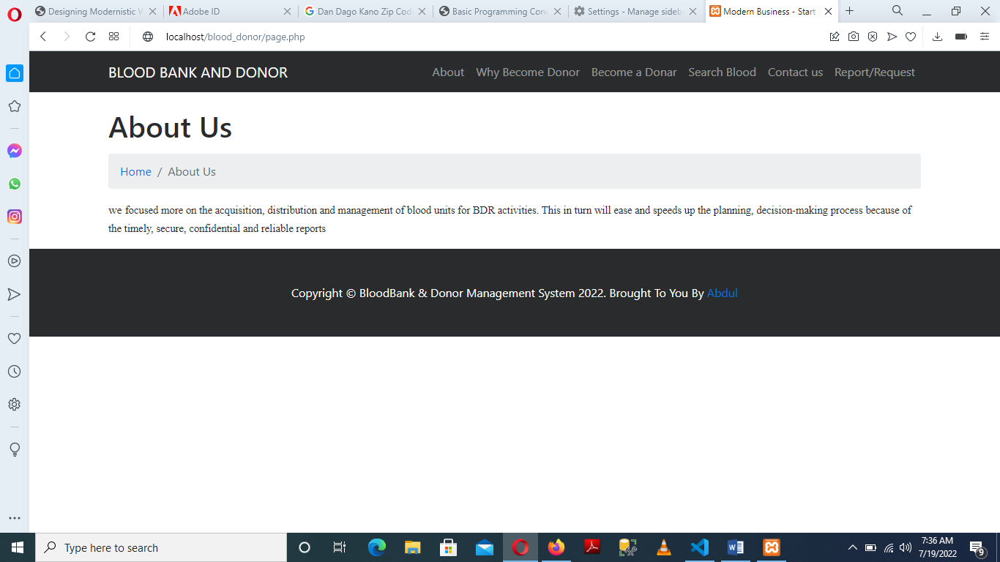 Designing Modernistic W
Adobe ID
Dan Dago Kano Zip Cod
Basic Programming Con
Settings - Manage sideb
Modern Business - Start
localhost/blood_donor/page.php
BLOOD BANK AND DONOR
About Why Become Donor Become a Donar Search Blood Contact us Report/Request
About Us
Home / About Us
we focused more on the acquisition, distribution and management of blood units for BDR activities. This in turn will ease and speeds up the planning, decision-making process because of
the timely, secure, confidential and reliable reports
Copyright © BloodBank & Donor Management System 2022. Brought To You By Abdul
Type here to search
7:36 AM
7/19/2022
9